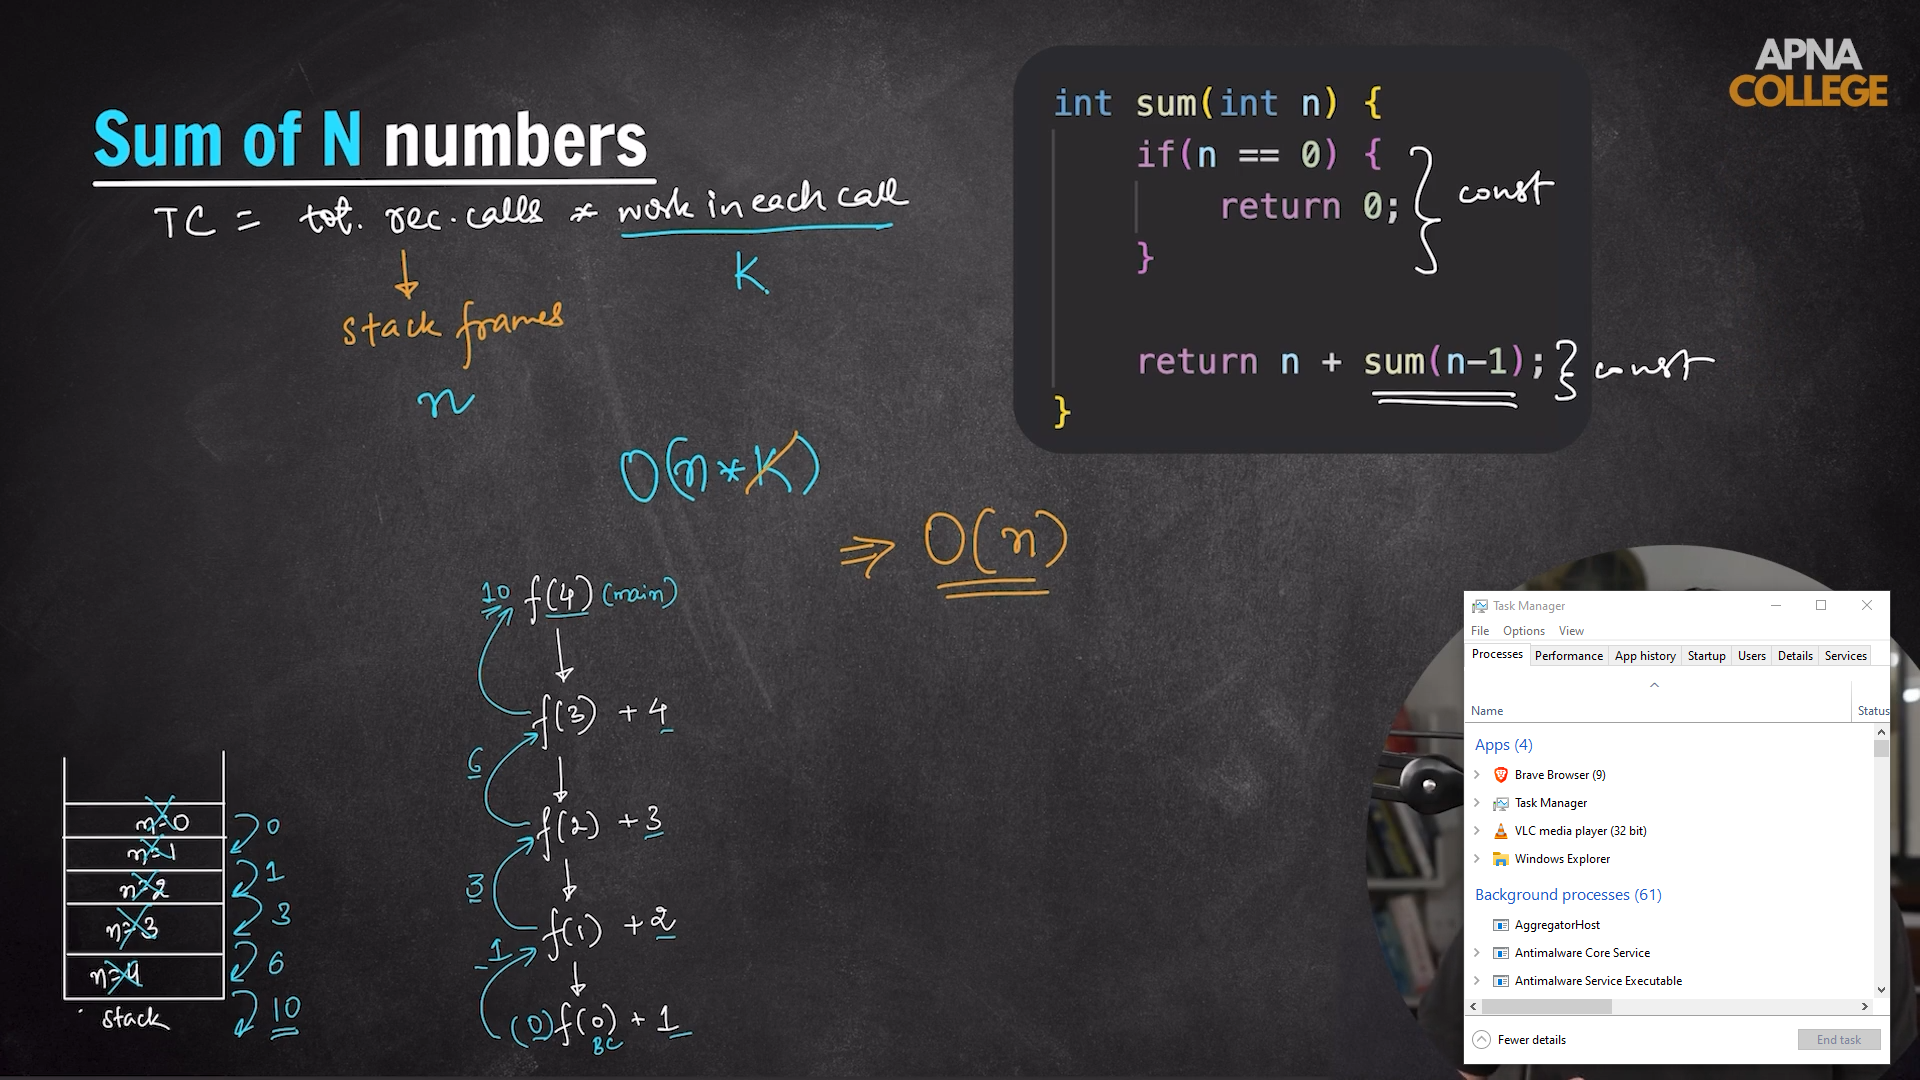 APNA
COLLEGE
Sum of N numbers
TC = tot. rec. calls * work in each call
K
stack frames
n
O(n * K)
⇒ O(n)
int sum(int n) {
if(n == 0) {
return 0;
}
const
return n + sum(n-1);
const
}
10 f(4) (main)
f(3) + 4
6
f(2) + 3
3
f(1) + 2
1
(0) f(0) + 1
BC
n=0
0
n=1
1
n=2
3
n=3
6
n=4
10
stack
Task Manager
File Options View
Processes Performance App history Startup Users Details Services
Name Status
Apps (4)
Brave Browser (9)
Task Manager
VLC media player (32 bit)
Windows Explorer
Background processes (61)
AggregatorHost
Antimalware Core Service
Antimalware Service Executable
Fewer details End task